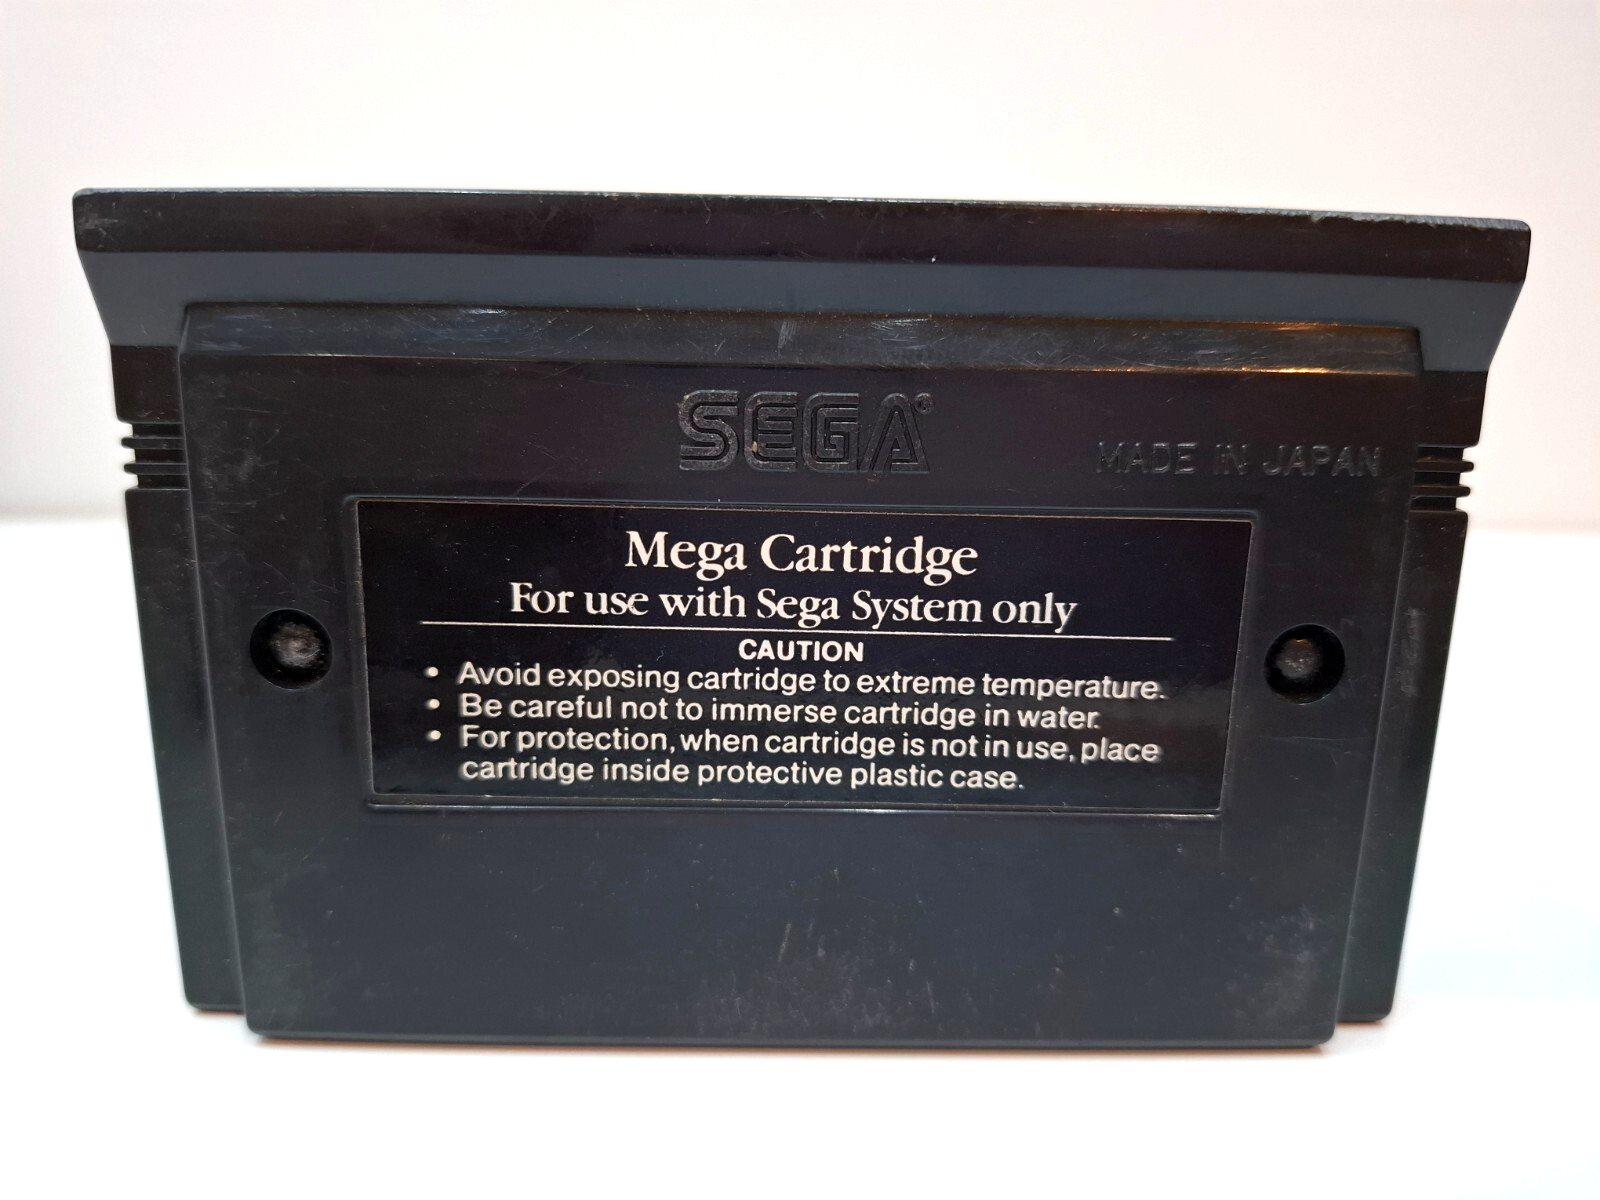 SEGA®
MADE IN JAPAN
Mega Cartridge
For use with Sega System only
CAUTION
• Avoid exposing cartridge to extreme temperature.
• Be careful not to immerse cartridge in water.
• For protection, when cartridge is not in use, place
cartridge inside protective plastic case.